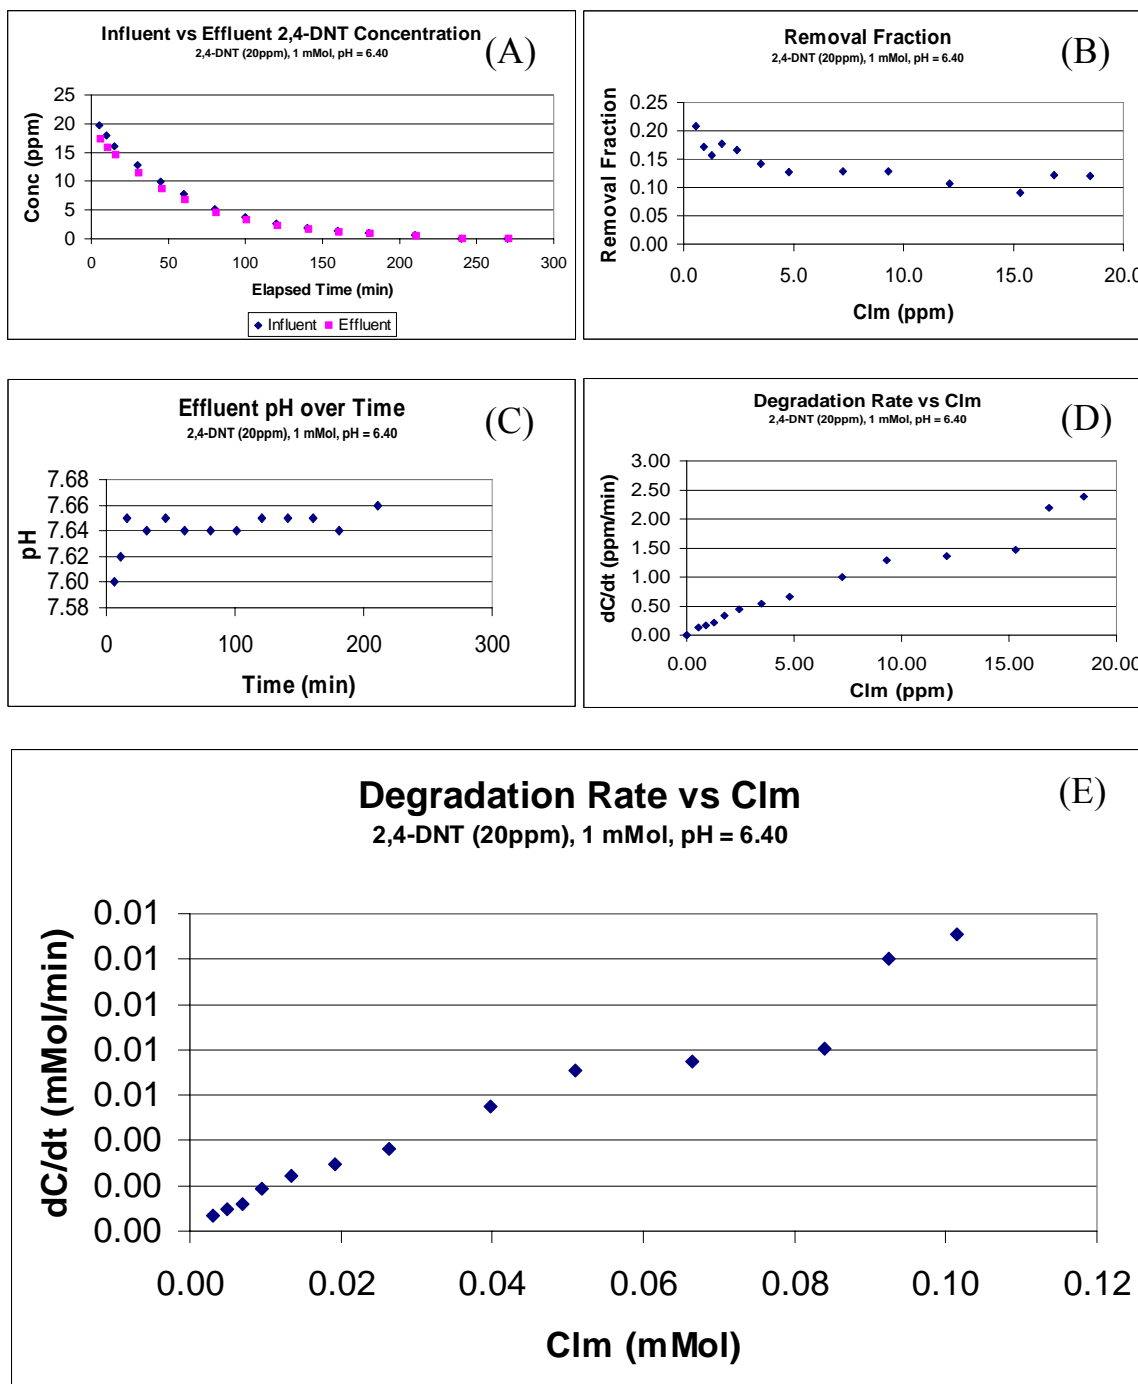 Influent vs Effluent 2,4-DNT Concentration
2,4-DNT (20ppm), 1 mMol, pH = 6.40
(A)
Conc (ppm)
25
20
15
10
5
0
0 50 100 150 200 250 300
Elapsed Time (min)
Influent Effluent
Removal Fraction
2,4-DNT (20ppm), 1 mMol, pH = 6.40
(B)
Removal Fraction
0.25
0.20
0.15
0.10
0.05
0.00
0.0 5.0 10.0 15.0 20.0
Clm (ppm)
Effluent pH over Time
2,4-DNT (20ppm), 1 mMol, pH = 6.40
(C)
pH
7.68
7.66
7.64
7.62
7.60
7.58
0 100 200 300
Time (min)
Degradation Rate vs Clm
2,4-DNT (20ppm), 1 mMol, pH = 6.40
(D)
dC/dt (ppm/min)
3.00
2.50
2.00
1.50
1.00
0.50
0.00
0.00 5.00 10.00 15.00 20.00
Clm (ppm)
Degradation Rate vs Clm
2,4-DNT (20ppm), 1 mMol, pH = 6.40
(E)
dC/dt (mMol/min)
0.01
0.01
0.01
0.01
0.01
0.00
0.00
0.00
0.00 0.02 0.04 0.06 0.08 0.10 0.12
Clm (mMol)